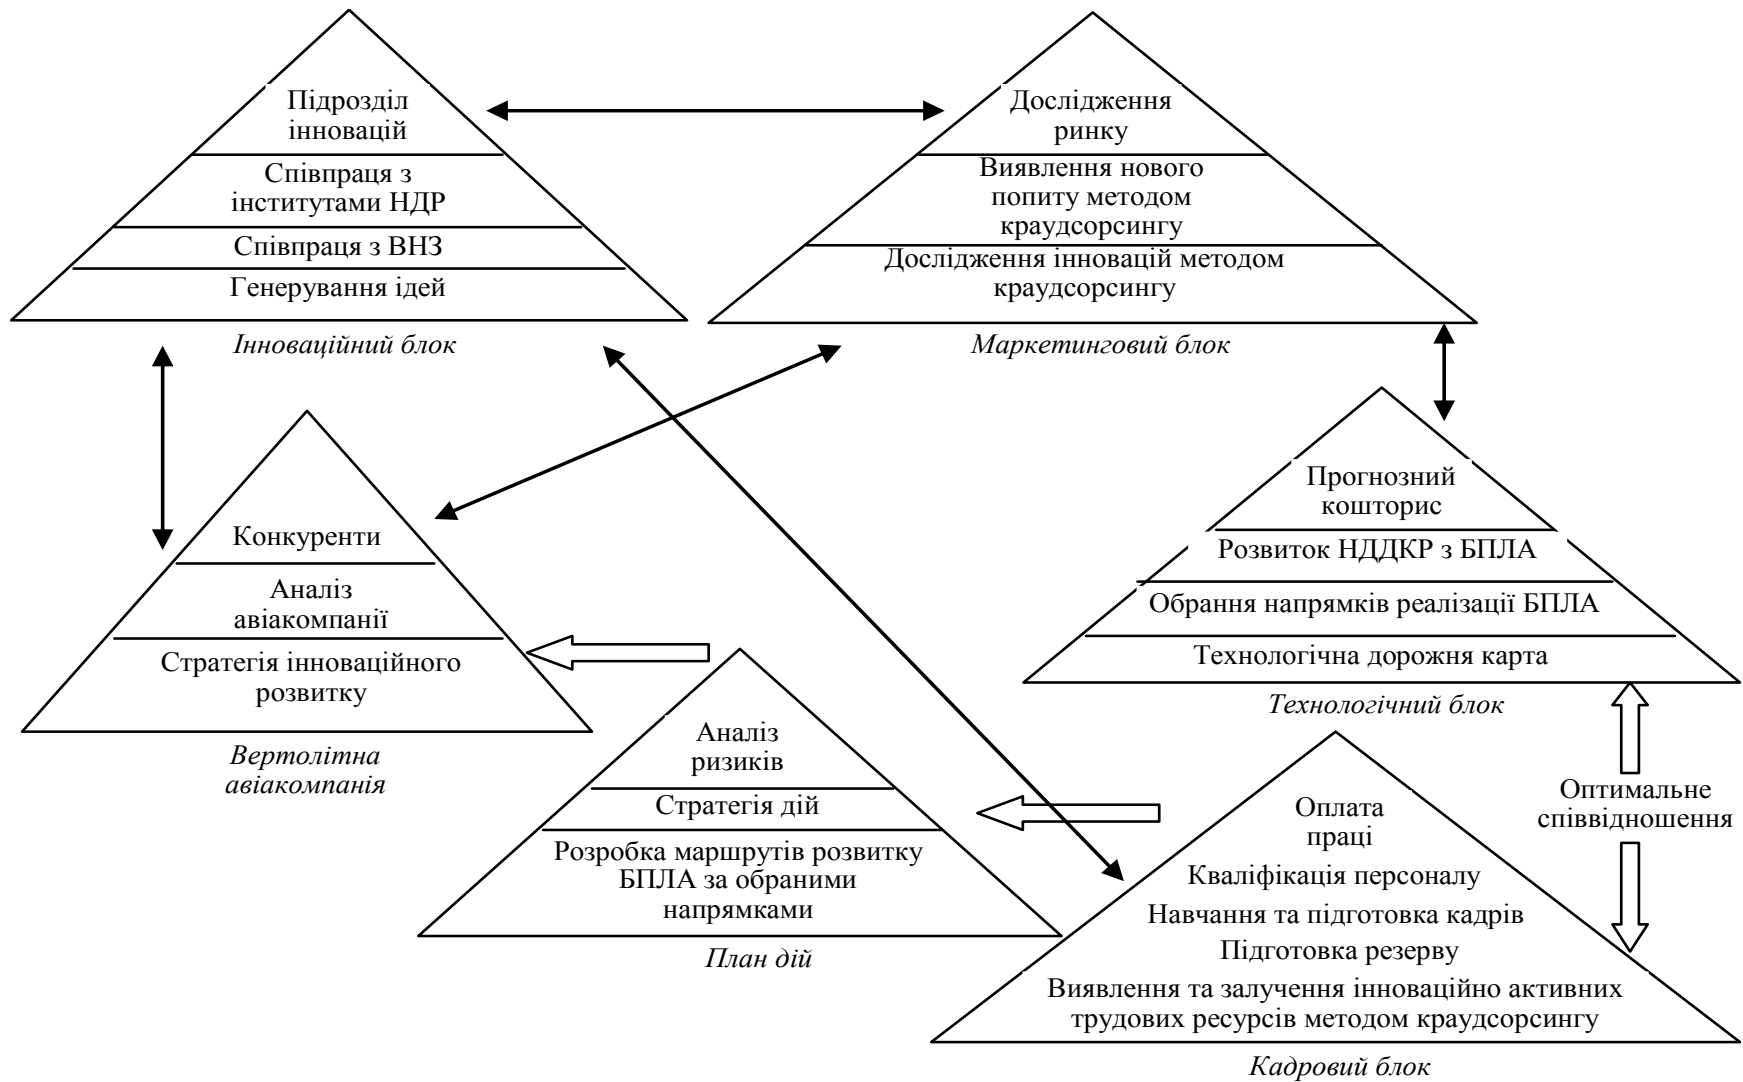 Підрозділ
інновацій
Співпраця з
інститутами НДР
Співпраця з ВНЗ
Генерування ідей
Інноваційний блок
Дослідження
ринку
Виявлення нового
попиту методом
краудсорсингу
Дослідження інновацій методом
краудсорсингу
Маркетинговий блок
Конкуренти
Аналіз
авіакомпанії
Стратегія інноваційного
розвитку
Вертолітна
авіакомпанія
Прогнозний
кошторис
Розвиток НДДКР з БПЛА
Обрання напрямків реалізації БПЛА
Технологічна дорожня карта
Технологічний блок
Аналіз
ризиків
Стратегія дій
Розробка маршрутів розвитку
БПЛА за обраними
напрямками
План дій
Оптимальне
співвідношення
Оплата
праці
Кваліфікація персоналу
Навчання та підготовка кадрів
Підготовка резерву
Виявлення та залучення інноваційно активних
трудових ресурсів методом краудсорсингу
Кадровий блок